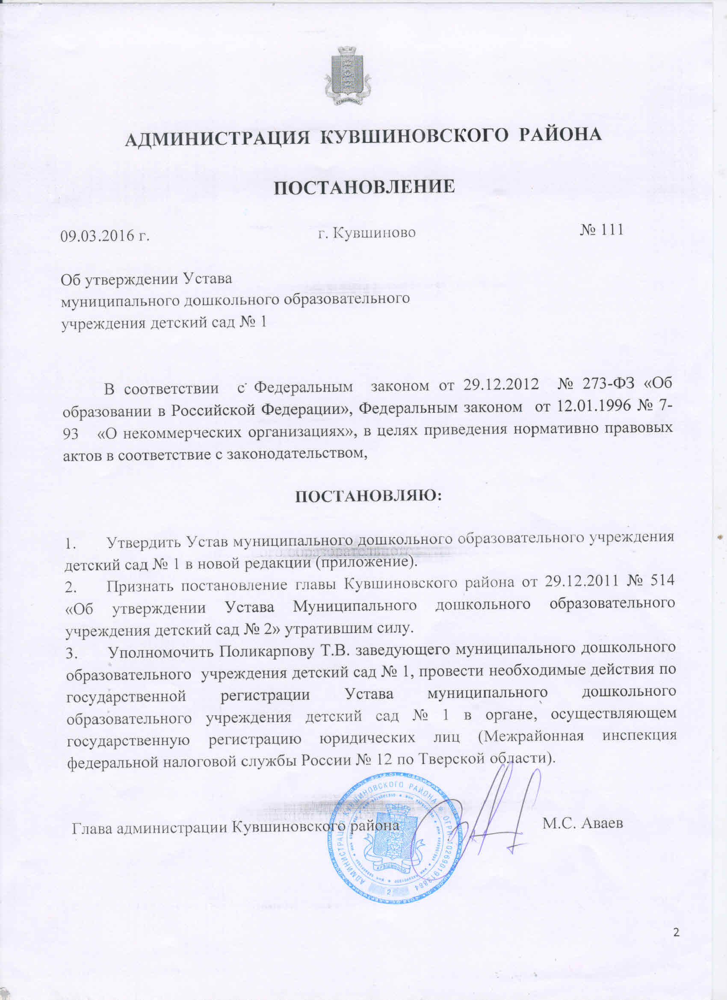 КУВШИНОВО
АДМИНИСТРАЦИЯ КУВШИНОВСКОГО РАЙОНА
ПОСТАНОВЛЕНИЕ
09.03.2016 г. г. Кувшиново № 111
Об утверждении Устава
муниципального дошкольного образовательного
учреждения детский сад № 1
В соответствии с Федеральным законом от 29.12.2012 № 273-ФЗ «Об
образовании в Российской Федерации», Федеральным законом от 12.01.1996 № 7-
93 «О некоммерческих организациях», в целях приведения нормативно правовых
актов в соответствие с законодательством,
ПОСТАНОВЛЯЮ:
1. Утвердить Устав муниципального дошкольного образовательного учреждения
детский сад № 1 в новой редакции (приложение).
2. Признать постановление главы Кувшиновского района от 29.12.2011 № 514
«Об утверждении Устава Муниципального дошкольного образовательного
учреждения детский сад № 2» утратившим силу.
3. Уполномочить Поликарпову Т.В. заведующего муниципального дошкольного
образовательного учреждения детский сад № 1, провести необходимые действия по
государственной регистрации Устава муниципального дошкольного
образовательного учреждения детский сад № 1 в органе, осуществляющем
государственную регистрацию юридических лиц (Межрайонная инспекция
федеральной налоговой службы России № 12 по Тверской области).
Глава администрации Кувшиновского района М.С. Аваев
АДМИНИСТРАЦИЯ КУВШИНОВСКОГО РАЙОНА * ОГРН 1026901913884
КУВШИНОВО
2
2